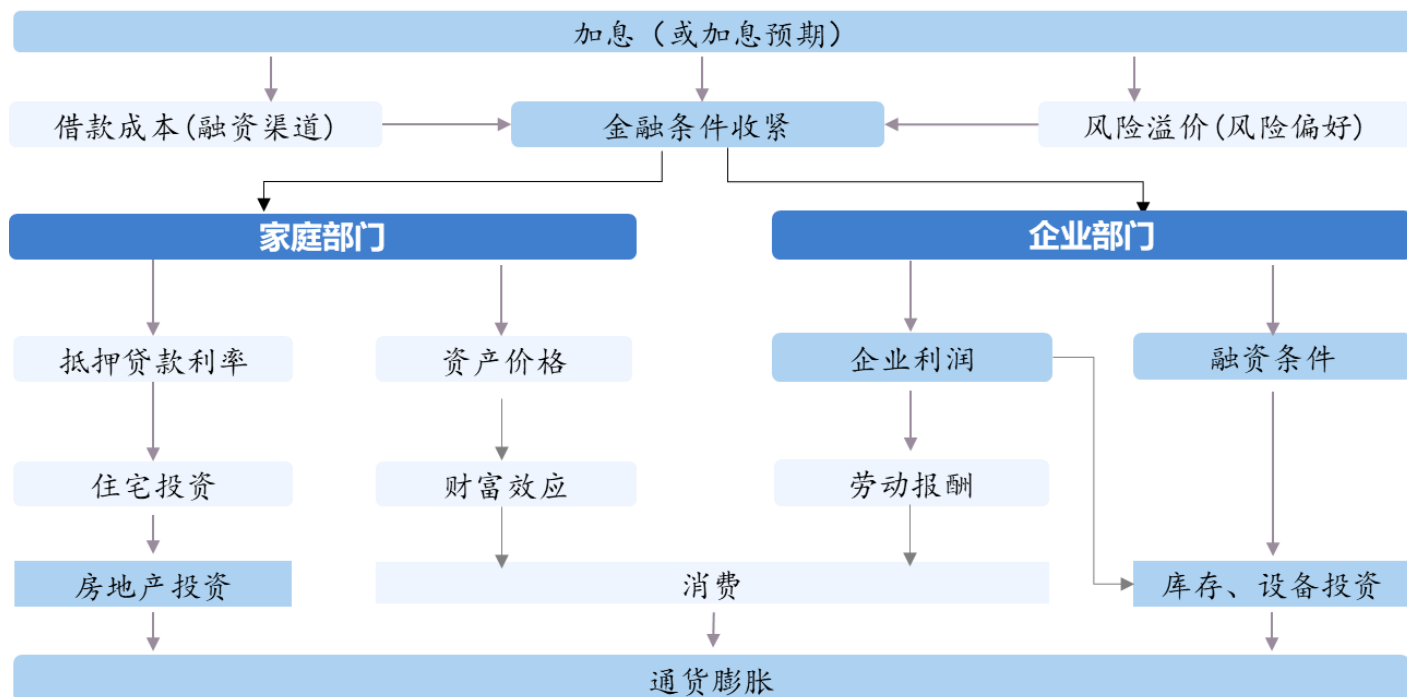 加息（或加息预期）
借款成本(融资渠道)
金融条件收紧
风险溢价(风险偏好)
家庭部门
企业部门
抵押贷款利率
资产价格
企业利润
融资条件
住宅投资
财富效应
劳动报酬
房地产投资
消费
库存、设备投资
通货膨胀